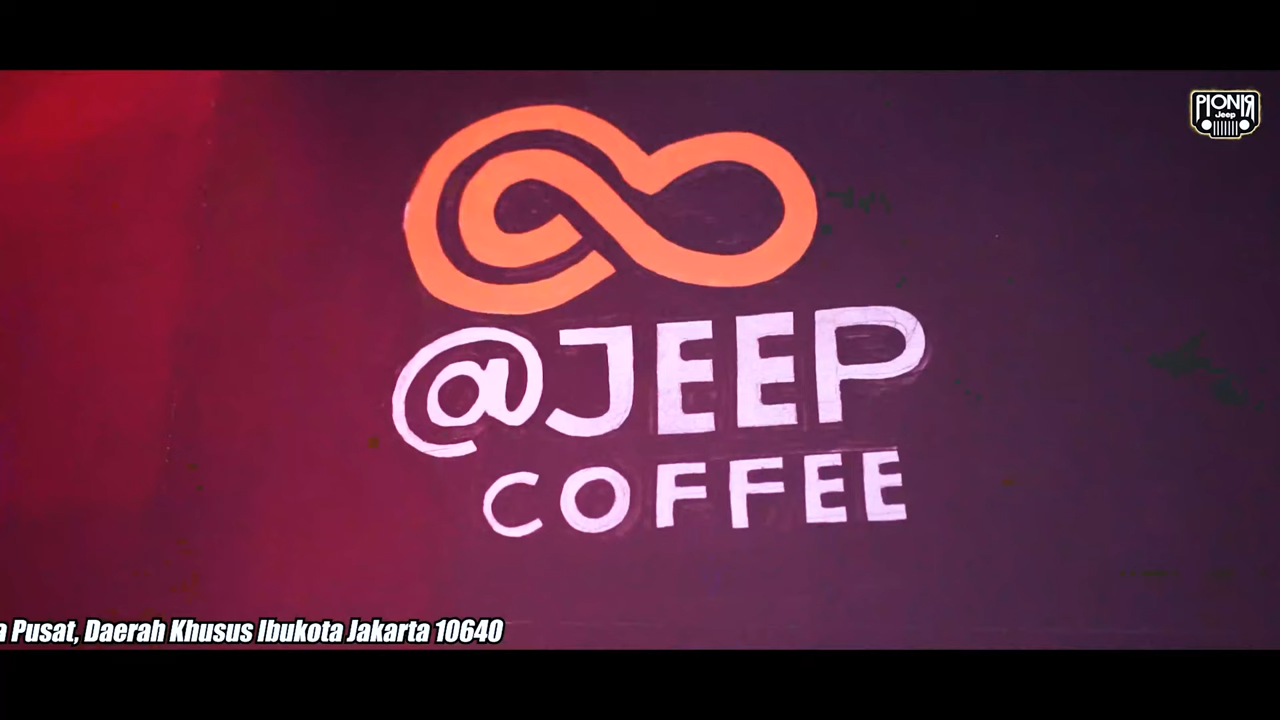 PIONIR
Jeep
@JEEP
COFFEE
a Pusat, Daerah Khusus Ibukota Jakarta 10640